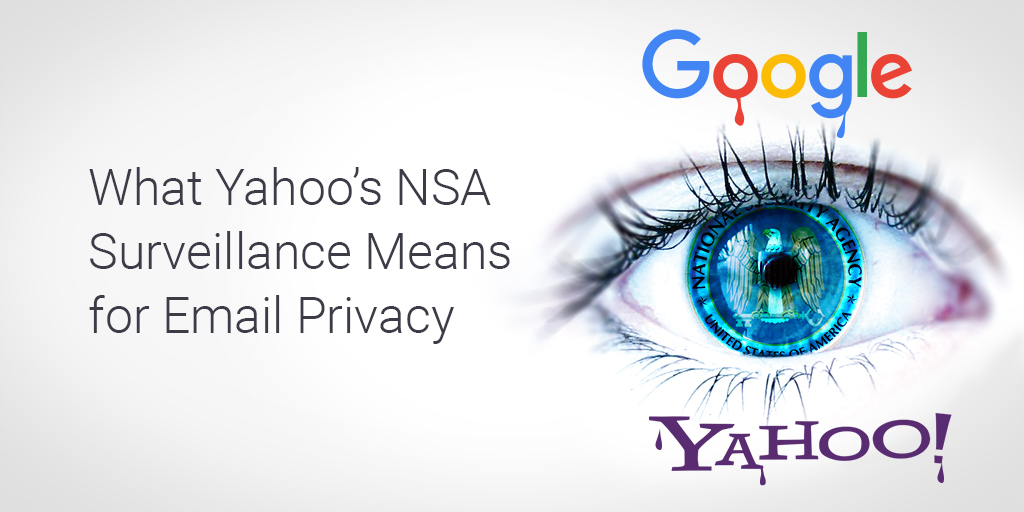 Google
What Yahoo’s NSA
Surveillance Means
for Email Privacy
NATIONAL SECURITY AGENCY
UNITED STATES OF AMERICA
YAHOO!